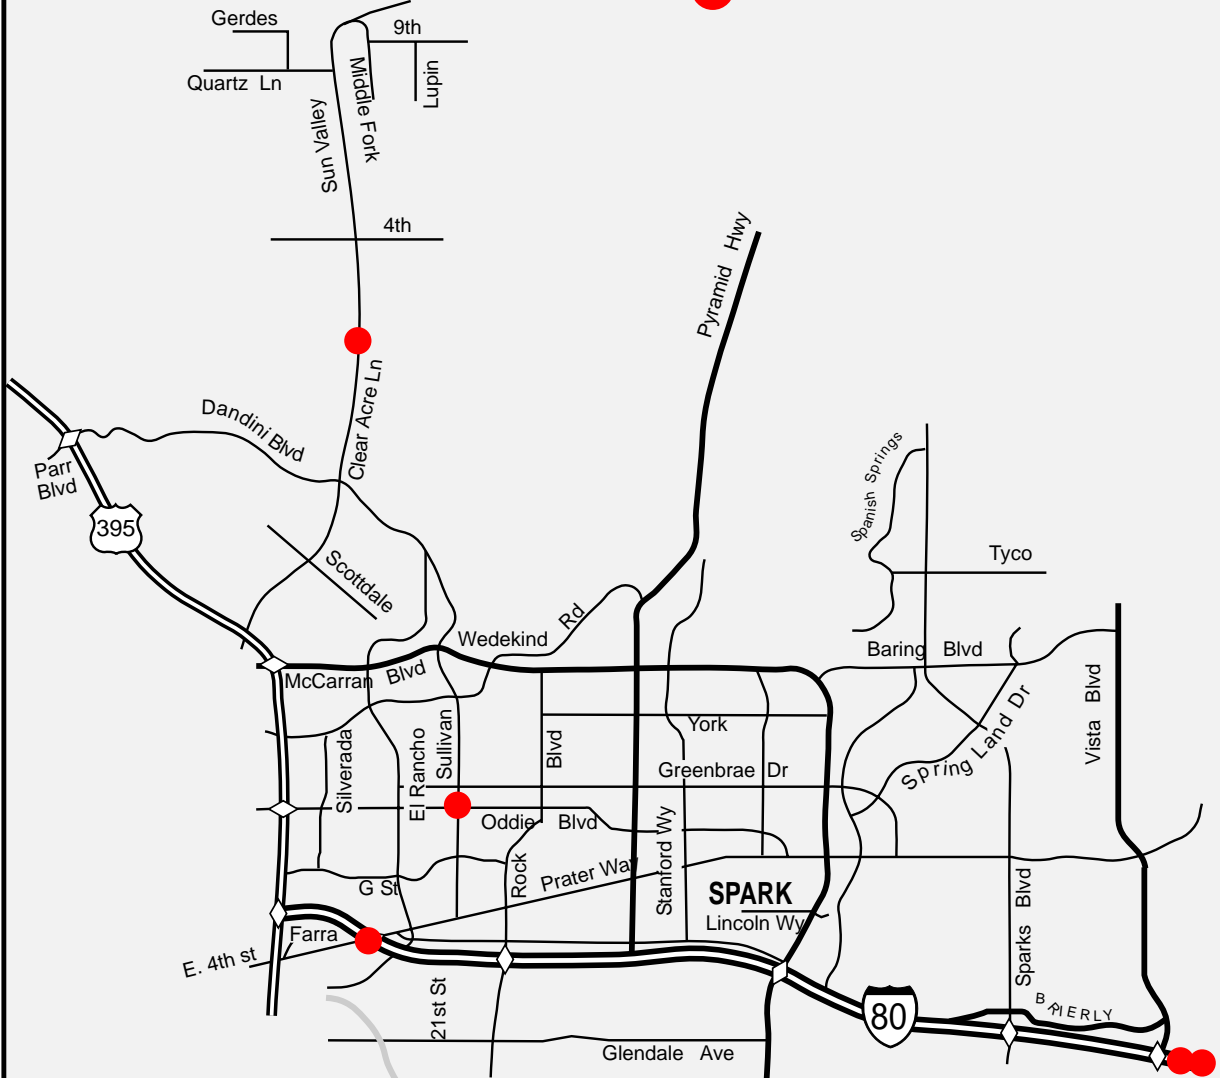 Gerdes
9th
Quartz Ln
Middle Fork
Lupin
Sun Valley
4th
Pyramid Hwy
Clear Acre Ln
Dandini Blvd
Parr
Blvd
395
Spanish Springs
Tyco
Scottdale
Wedekind Rd
Baring Blvd
McCarran Blvd
Vista Blvd
Spring Land Dr
York
Silverada
El Rancho
Sullivan
Blvd
Greenbrae Dr
Oddie Blvd
Stanford Wy
Rock
Prater Way
G St
SPARK
Lincoln Wy
Farra
E. 4th st
Sparks Blvd
21st St
80
BRIERLY
Glendale Ave